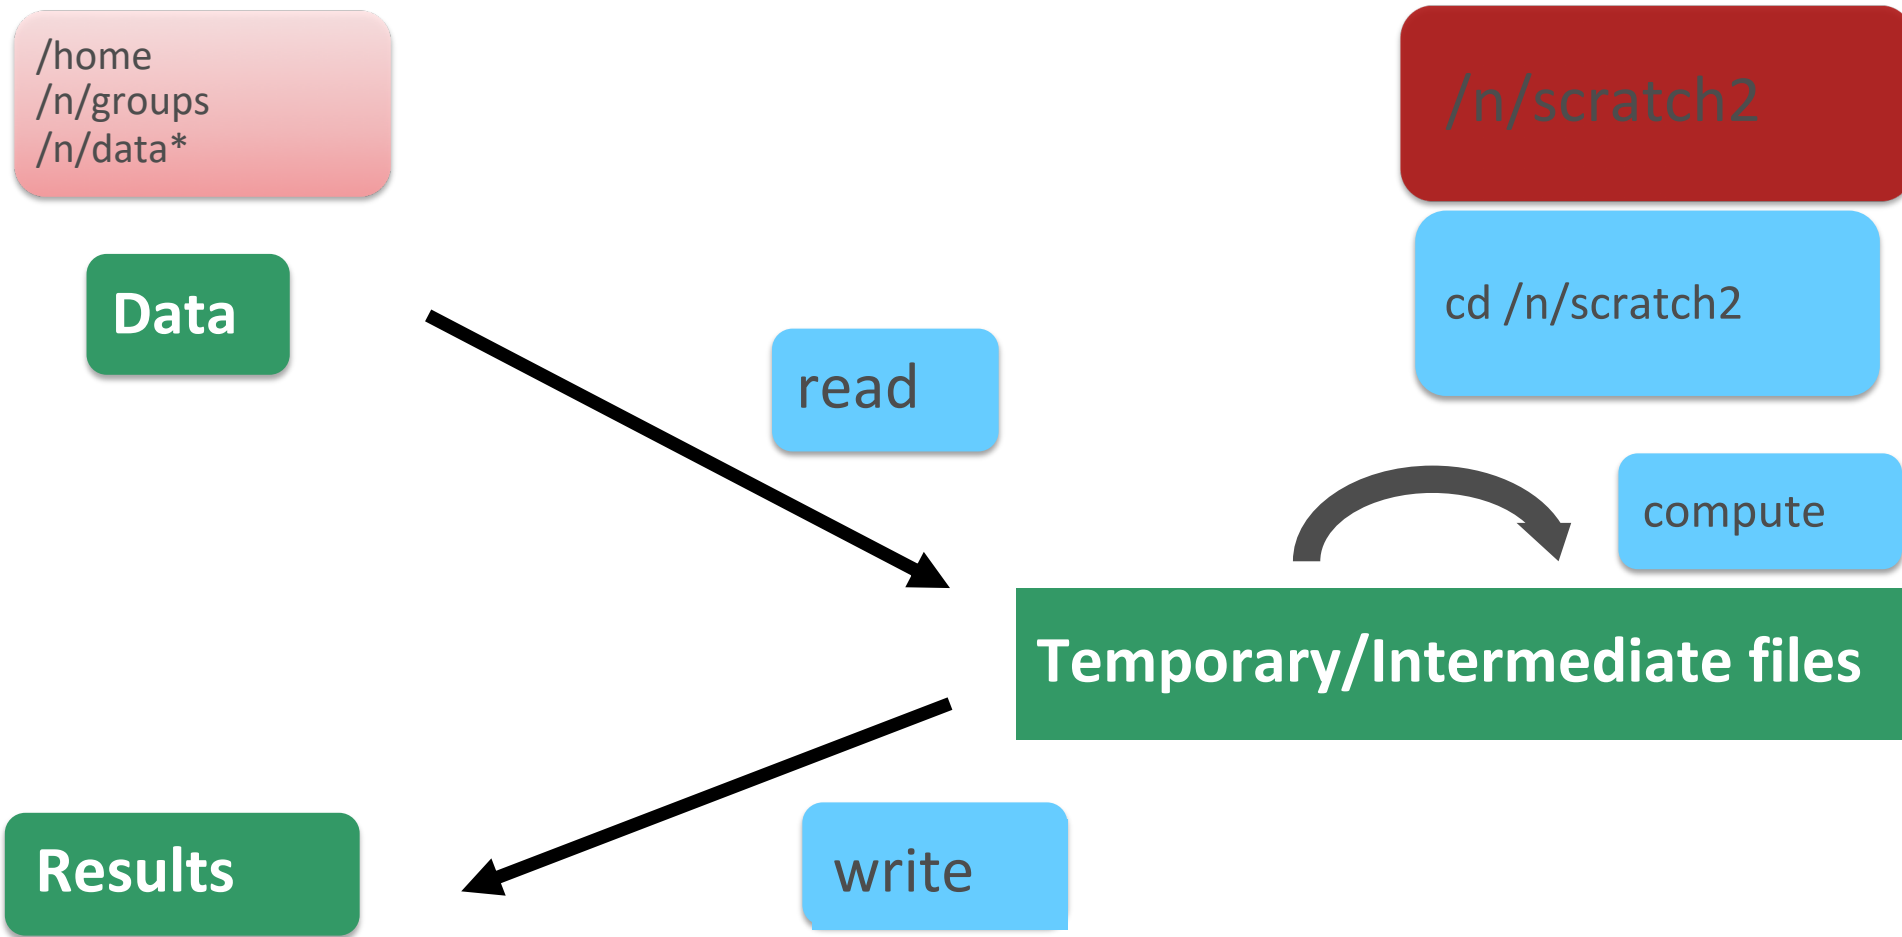 /home
/n/groups
/n/data*
/n/scratch2
Data
cd /n/scratch2
read
compute
Temporary/Intermediate files
Results
write